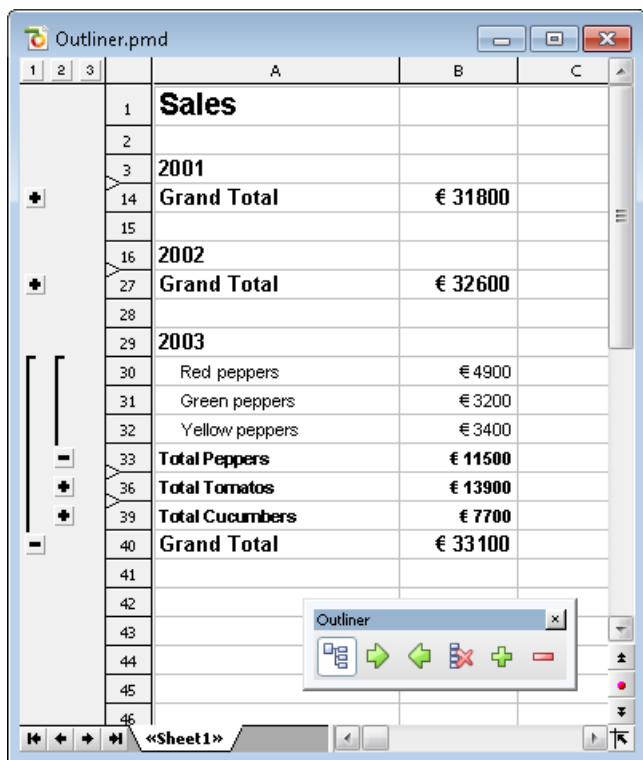 Outliner.pmd
1 2 3 A B C
1 Sales
2
3 2001
14 Grand Total € 31800
15
16 2002
27 Grand Total € 32600
28
29 2003
30 Red peppers € 4900
31 Green peppers € 3200
32 Yellow peppers € 3400
33 Total Peppers € 11500
36 Total Tomatos € 13900
39 Total Cucumbers € 7700
40 Grand Total € 33100
41
42
Outliner
43
44
45
46
«Sheet1»